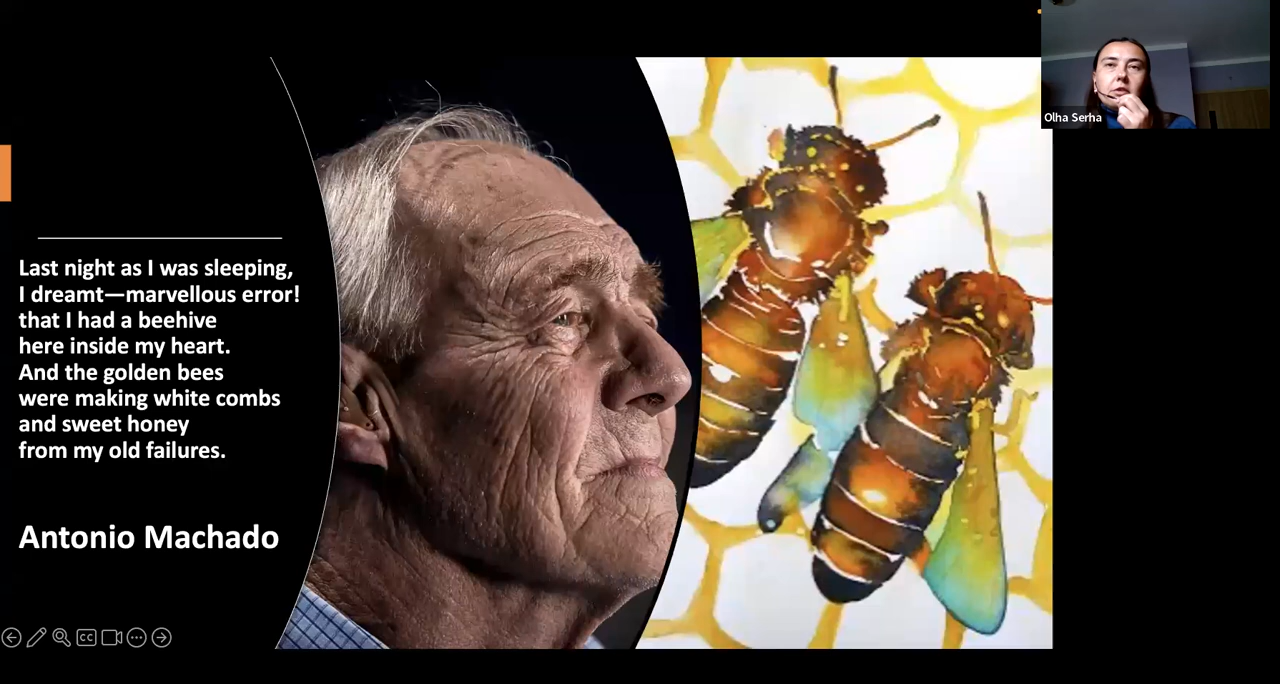 Last night as I was sleeping,
I dreamt—marvellous error!
that I had a beehive
here inside my heart.
And the golden bees
were making white combs
and sweet honey
from my old failures.
Antonio Machado
CC
Olha Serha